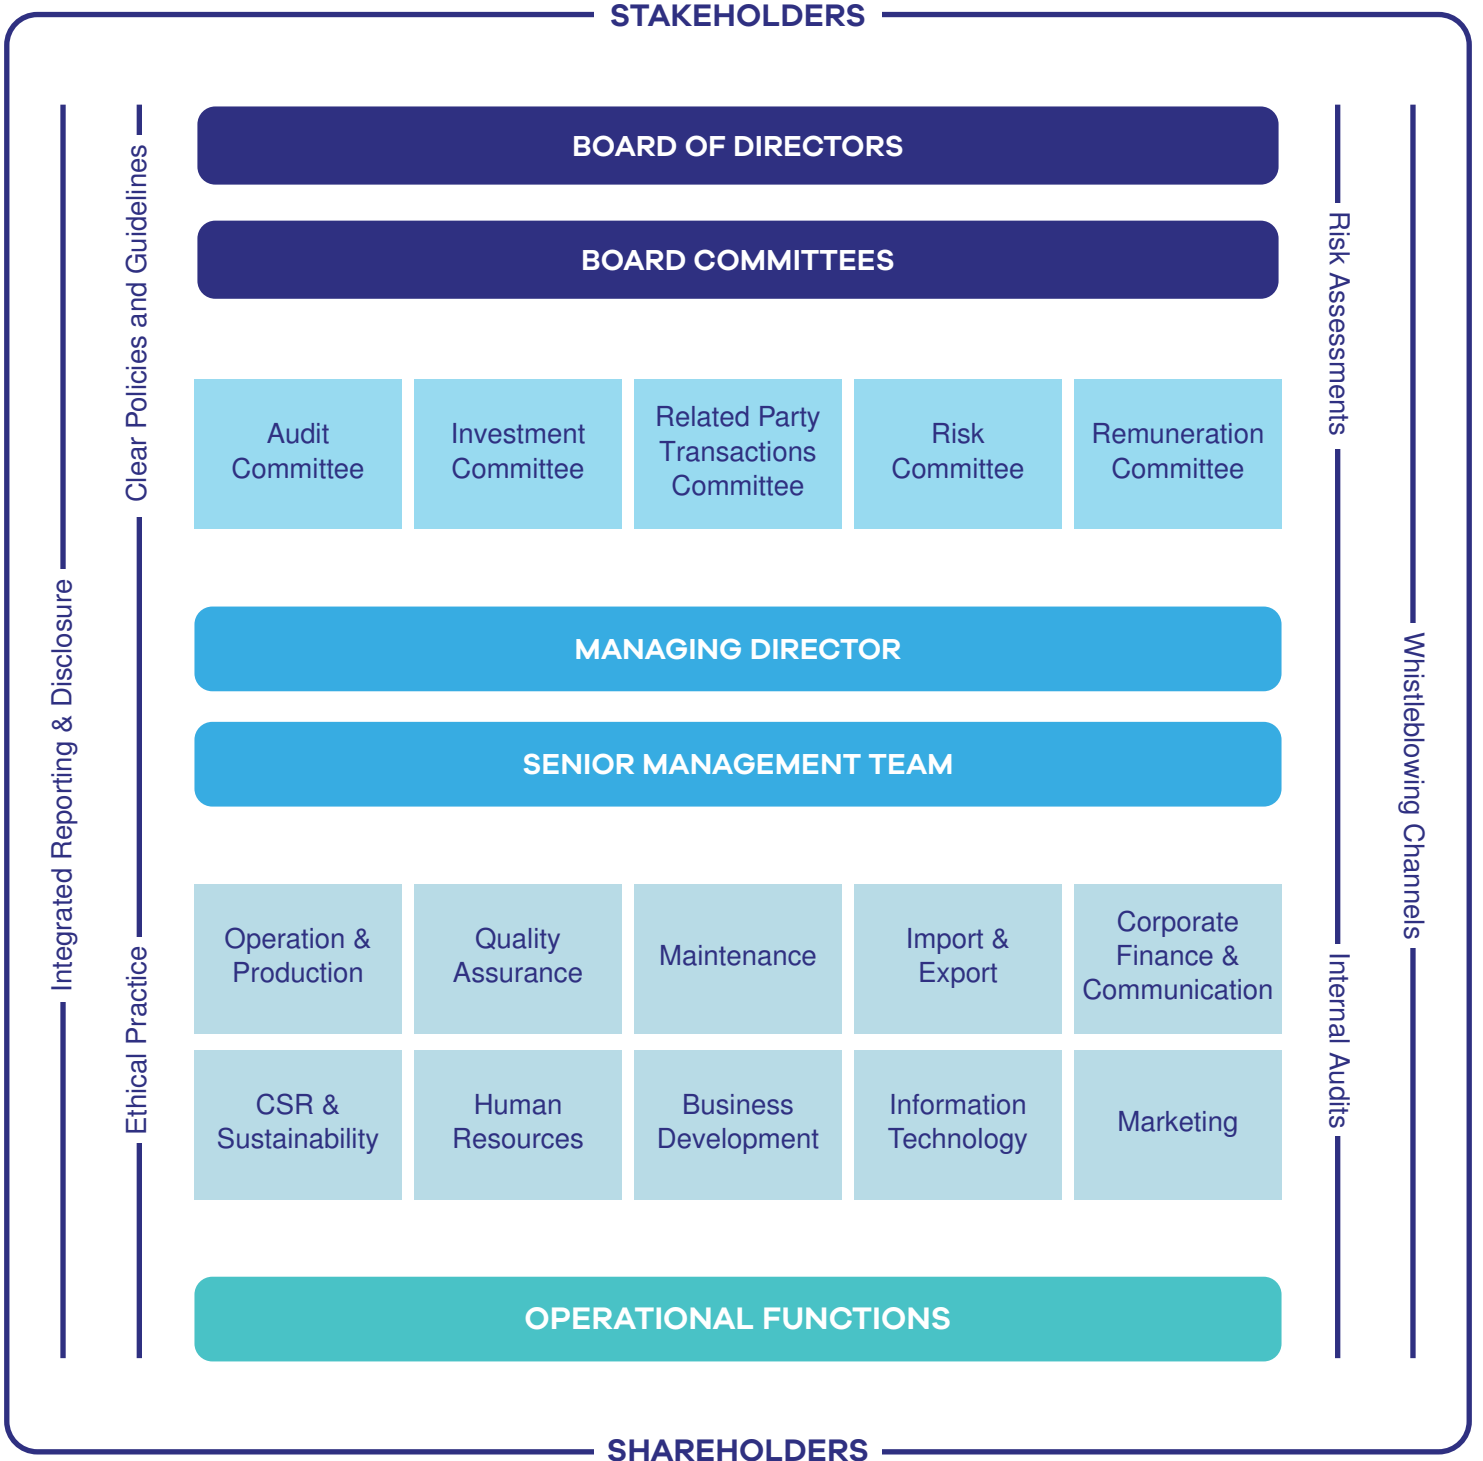 STAKEHOLDERS
Integrated Reporting & Disclosure
Clear Policies and Guidelines
Ethical Practice
BOARD OF DIRECTORS
BOARD COMMITTEES
Audit
Committee
Investment
Committee
Related Party
Transactions
Committee
Risk
Committee
Remuneration
Committee
MANAGING DIRECTOR
SENIOR MANAGEMENT TEAM
Operation &
Production
Quality
Assurance
Maintenance
Import &
Export
Corporate
Finance &
Communication
CSR &
Sustainability
Human
Resources
Business
Development
Information
Technology
Marketing
OPERATIONAL FUNCTIONS
Risk Assessments
Internal Audits
Whistleblowing Channels
SHAREHOLDERS